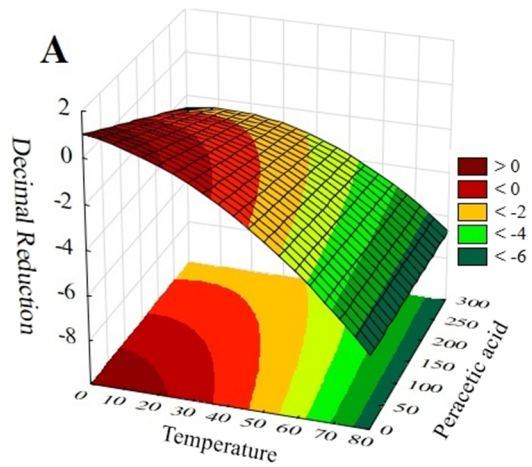 A
2
0
-2
-4
-6
-8
Decimal Reduction
> 0
< 0
< -2
< -4
< -6
0 10 20 30 40 50 60 70 80
Temperature
0 50 100 150 200 250 300
Peracetic acid